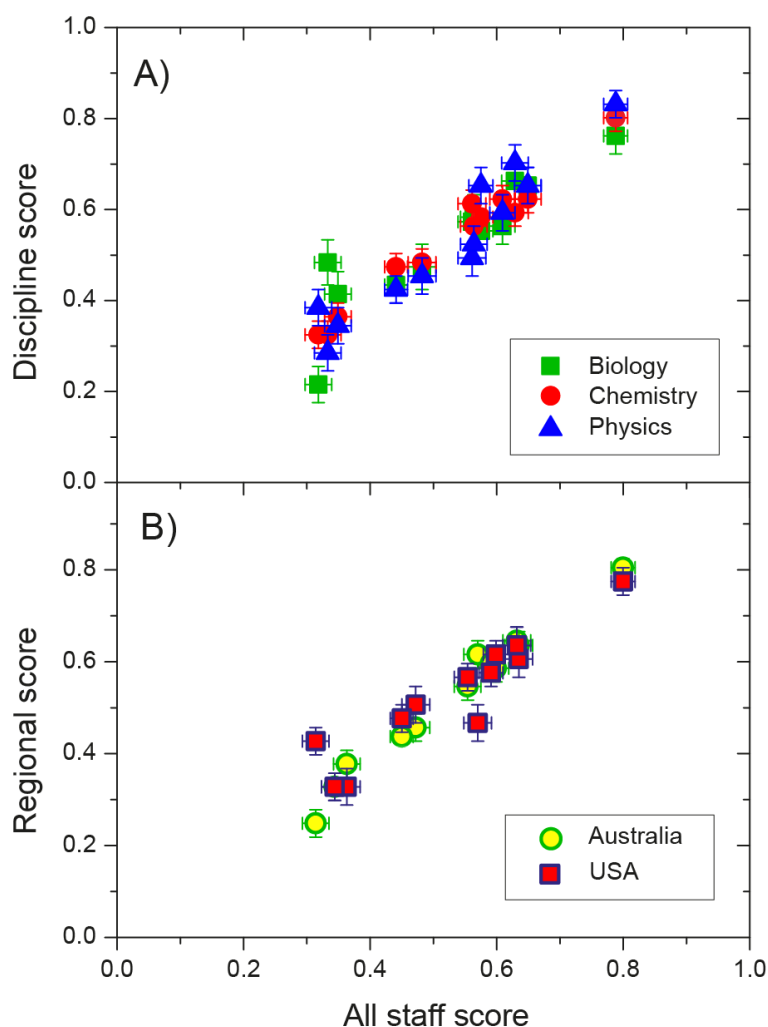 A)
1.0
0.8
0.6
0.4
0.2
0.0
Discipline score
Biology
Chemistry
Physics
B)
0.8
0.6
0.4
0.2
0.0
Regional score
Australia
USA
0.0 0.2 0.4 0.6 0.8 1.0
All staff score